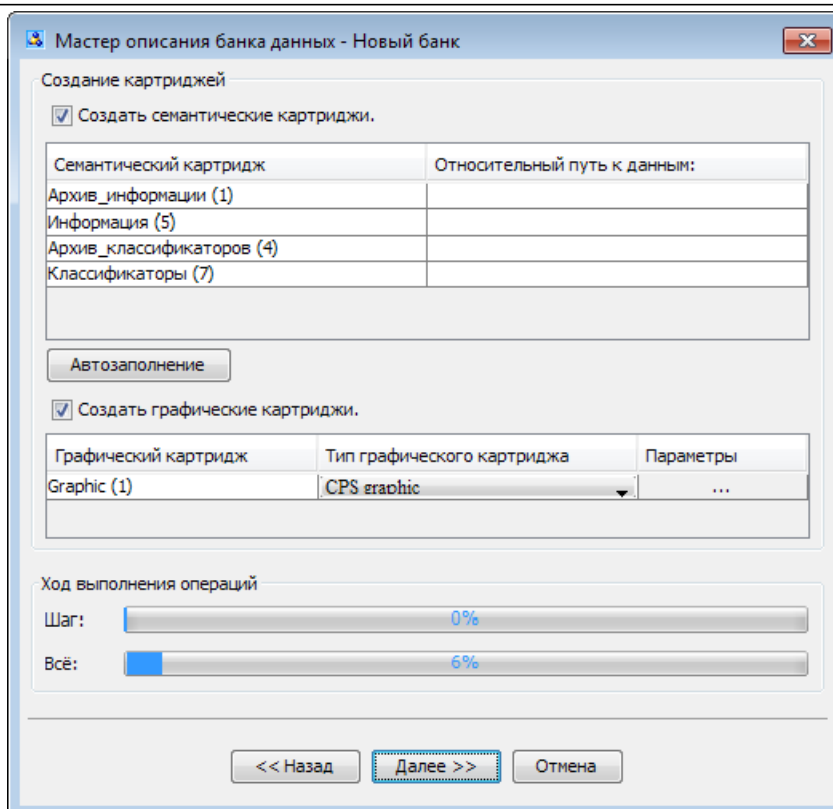 Мастер описания банка данных - Новый банк
Создание картриджей
Создать семантические картриджи.
Семантический картридж Относительный путь к данным:
Архив_информации (1)
Информация (5)
Архив_классификаторов (4)
Классификаторы (7)
Автозаполнение
Создать графические картриджи.
Графический картридж Тип графического картриджа Параметры
Graphic (1) CPS graphic ...
Ход выполнения операций
Шаг: 0%
Всё: 6%
<< Назад Далее >> Отмена